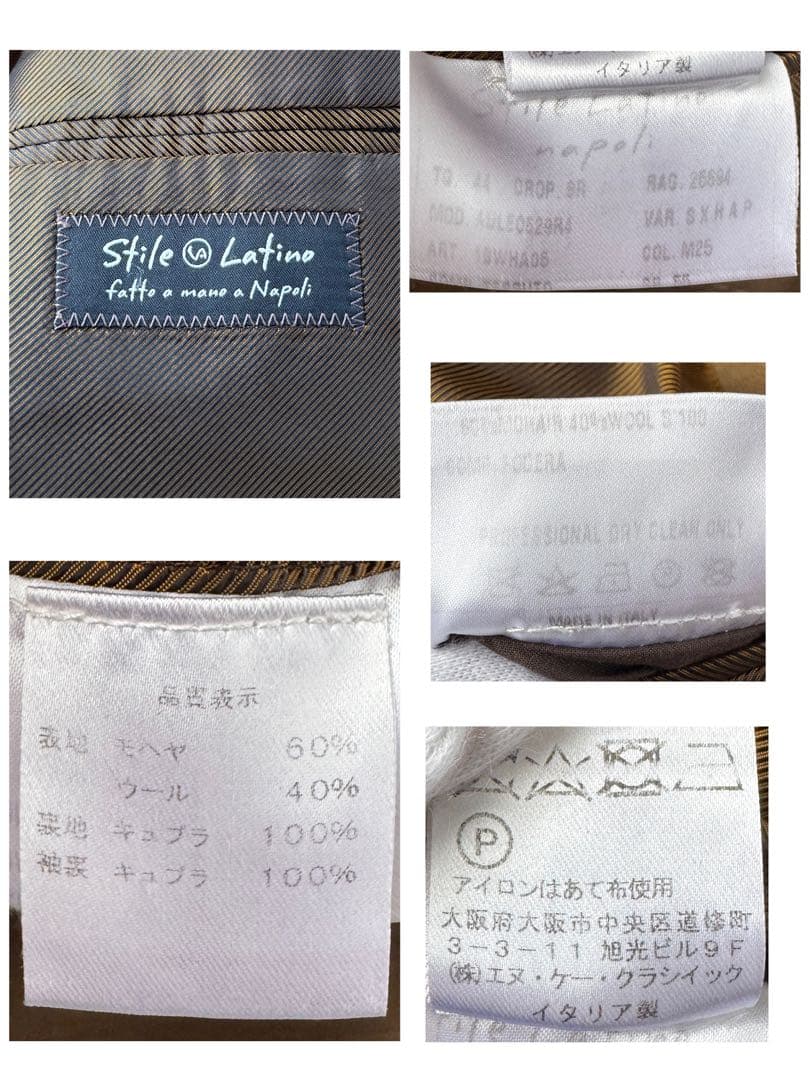 Stile Latino
fatto a mano a Napoli
イタリア製
Stile Latino
napoli
TG. 44 DROP. 8R RAG. 25694
MOD. VAR. SXHAP
ART 18WHA06 COL. M25
MOHAIR 40% WOOL S'100
PROFESSIONAL DRY CLEAN ONLY
MADE IN ITALY
品質表示
表地 モヘヤ 60%
ウール 40%
裏地 キュプラ 100%
袖裏 キュプラ 100%
P
アイロンはあて布使用
大阪府大阪市中央区道修町
3-3-11 旭光ビル9F
(株)エヌ・ケー・クラシイック
イタリア製